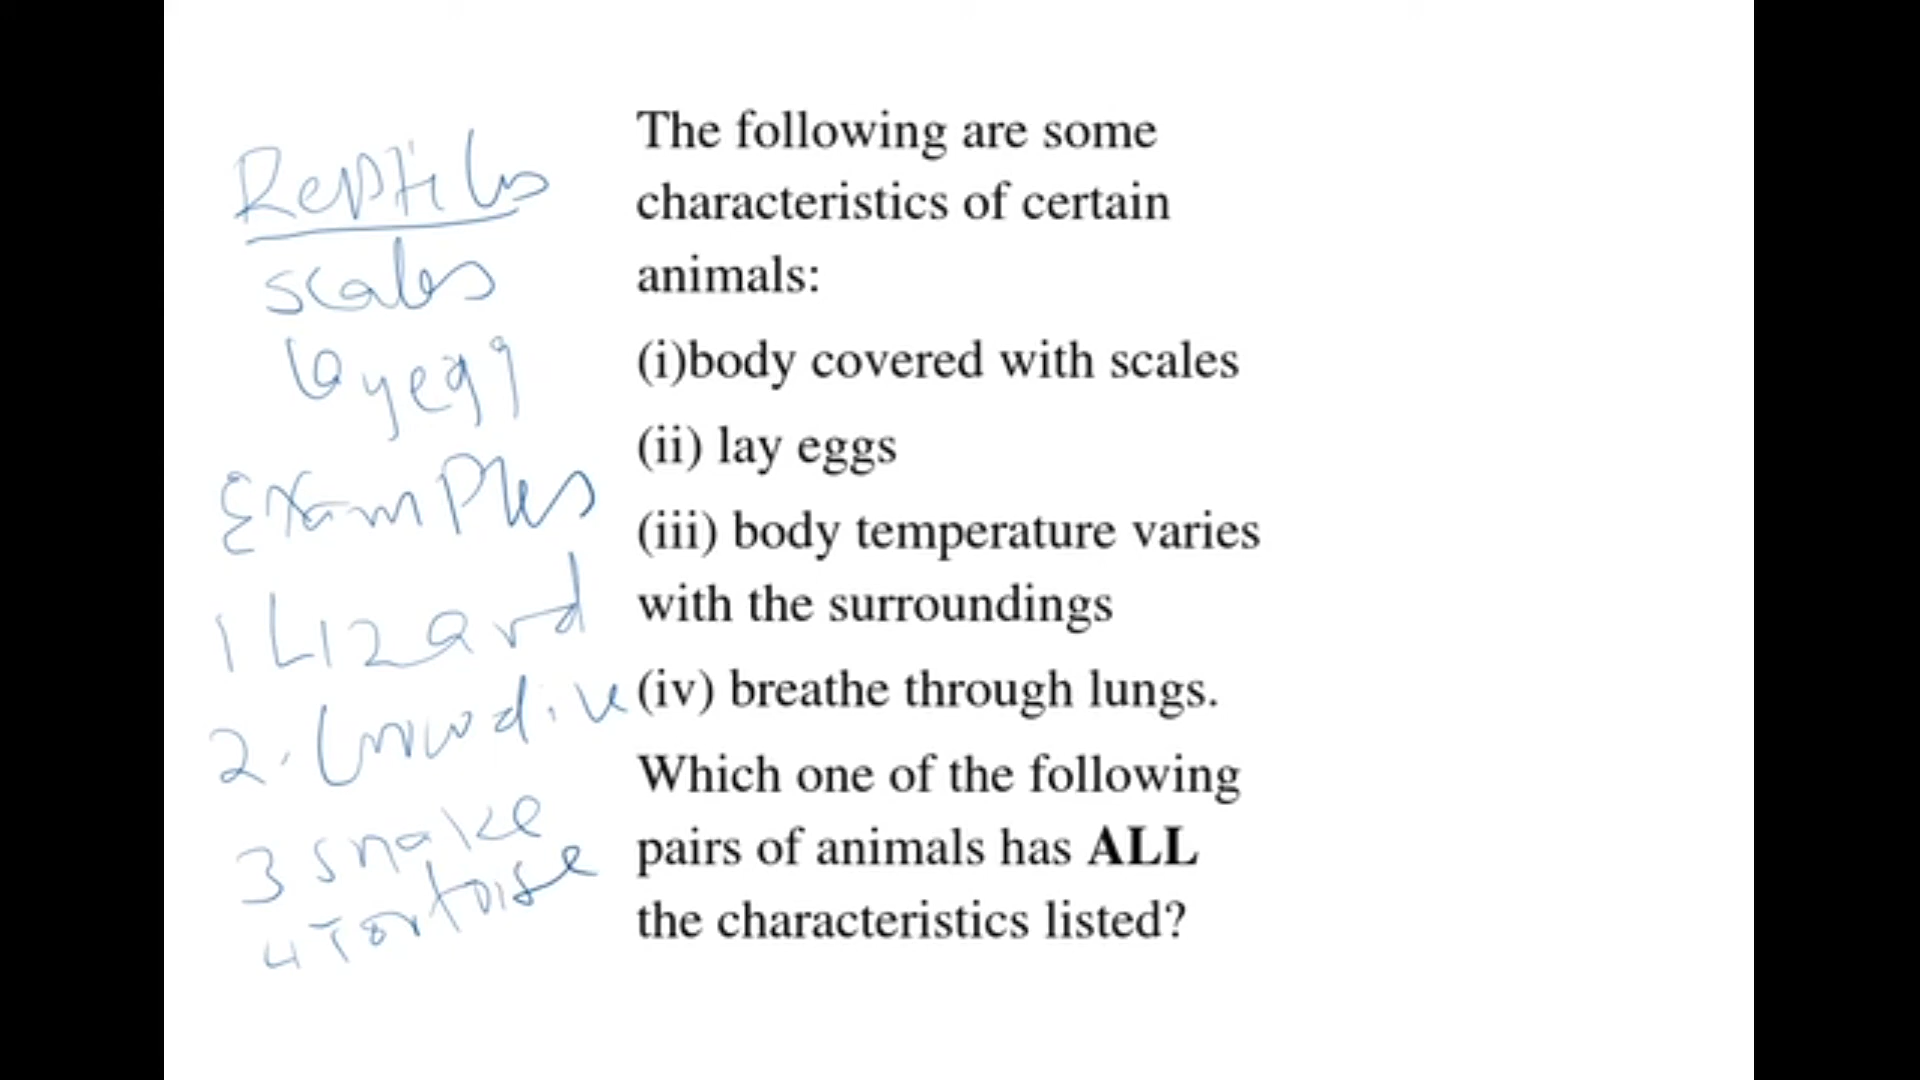 Reptiles
scales
lay egg
Examples
1 Lizard
2. Crocodile
3 snake
4 Tortoise
The following are some
characteristics of certain
animals:
(i)body covered with scales
(ii) lay eggs
(iii) body temperature varies
with the surroundings
(iv) breathe through lungs.
Which one of the following
pairs of animals has ALL
the characteristics listed?